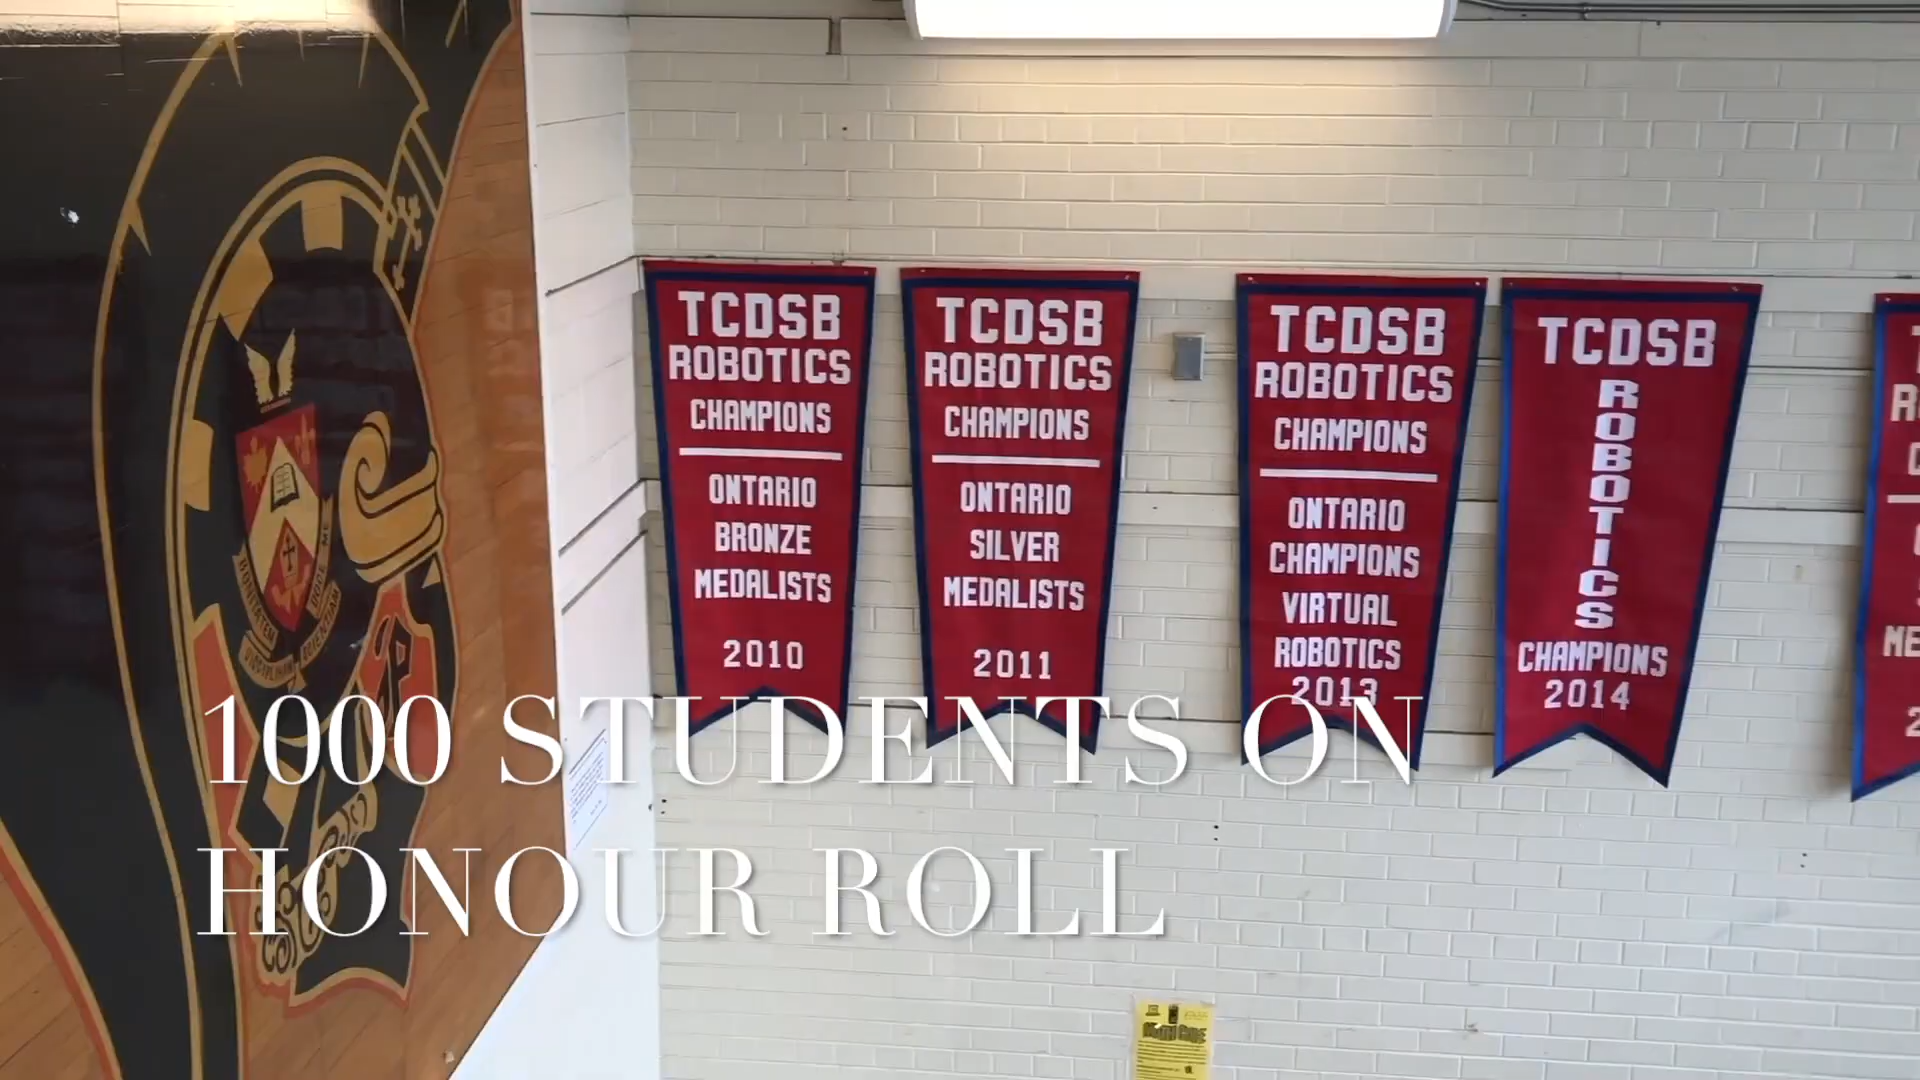 TCDSB
ROBOTICS
CHAMPIONS
ONTARIO
BRONZE
MEDALISTS
2010
TCDSB
ROBOTICS
CHAMPIONS
ONTARIO
SILVER
MEDALISTS
2011
TCDSB
ROBOTICS
CHAMPIONS
ONTARIO
CHAMPIONS
VIRTUAL
ROBOTICS
2013
TCDSB
ROBOTICS
CHAMPIONS
2014
1000 STUDENTS ON
HONOUR ROLL